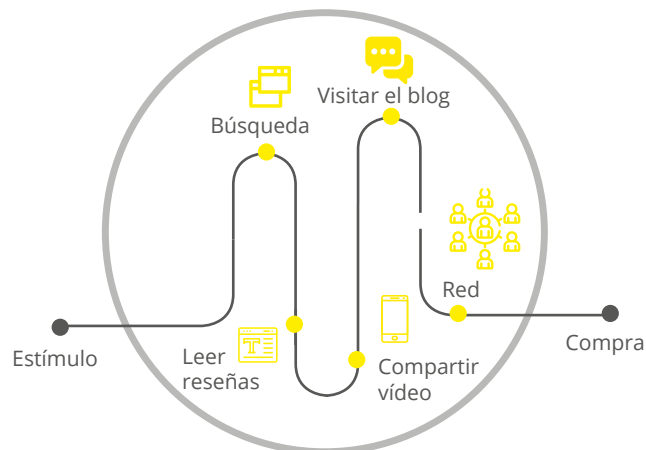 Visitar el blog
Búsqueda
Red
Estímulo
Leer
reseñas
Compartir
vídeo
Compra